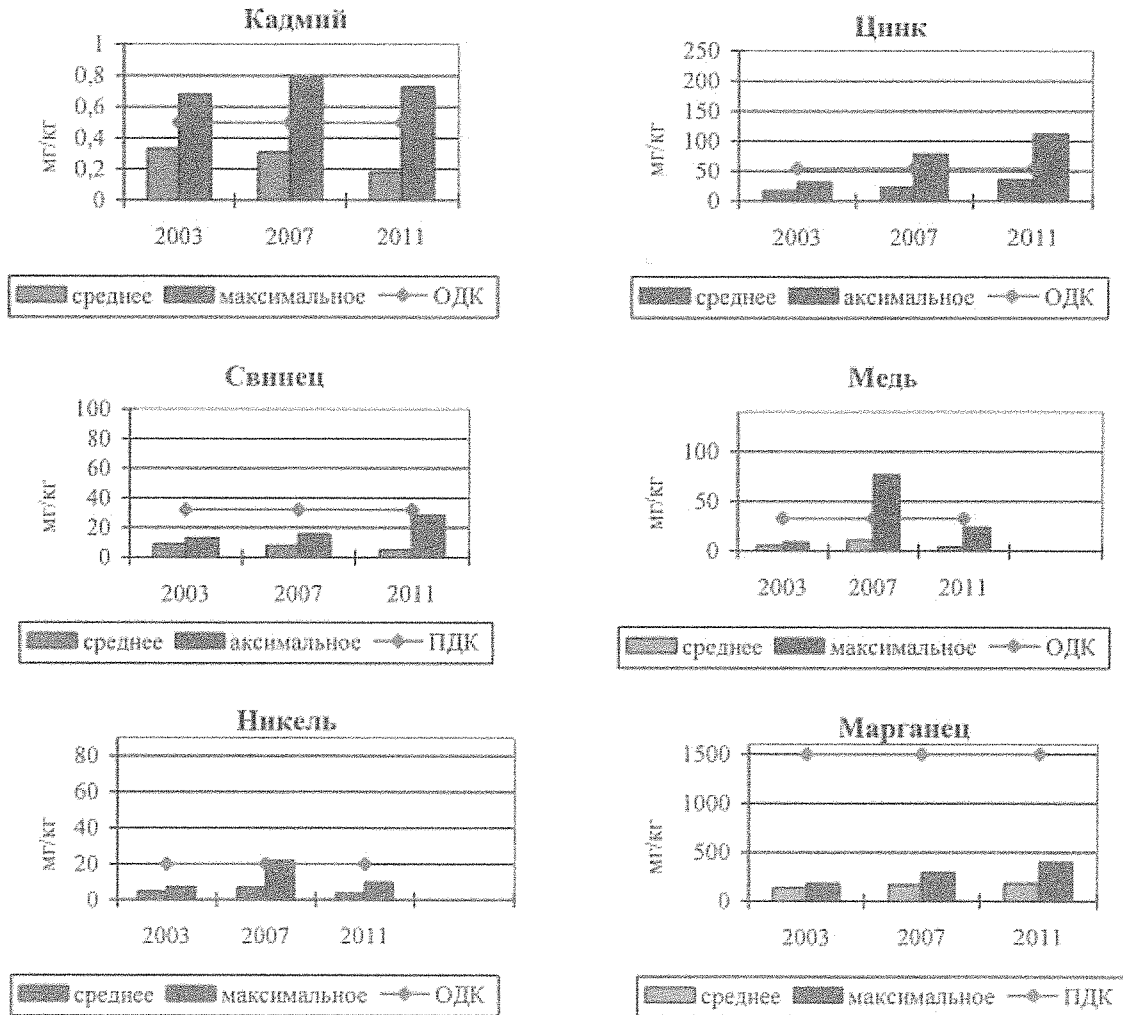 Кадмий
мг/кг
1
0,8
0,6
0,4
0,2
0
2003 2007 2011
среднее максимальное ОДК
Цинк
мг/кг
250
200
150
100
50
0
2003 2007 2011
среднее аксимальное ОДК
Свинец
мг/кг
100
80
60
40
20
0
2003 2007 2011
среднее аксимальное ПДК
Медь
мг/кг
100
50
0
2003 2007 2011
среднее максимальное ОДК
Никель
мг/кг
80
60
40
20
0
2003 2007 2011
среднее максимальное ОДК
Марганец
мг/кг
1500
1000
500
0
2003 2007 2011
среднее максимальное ПДК